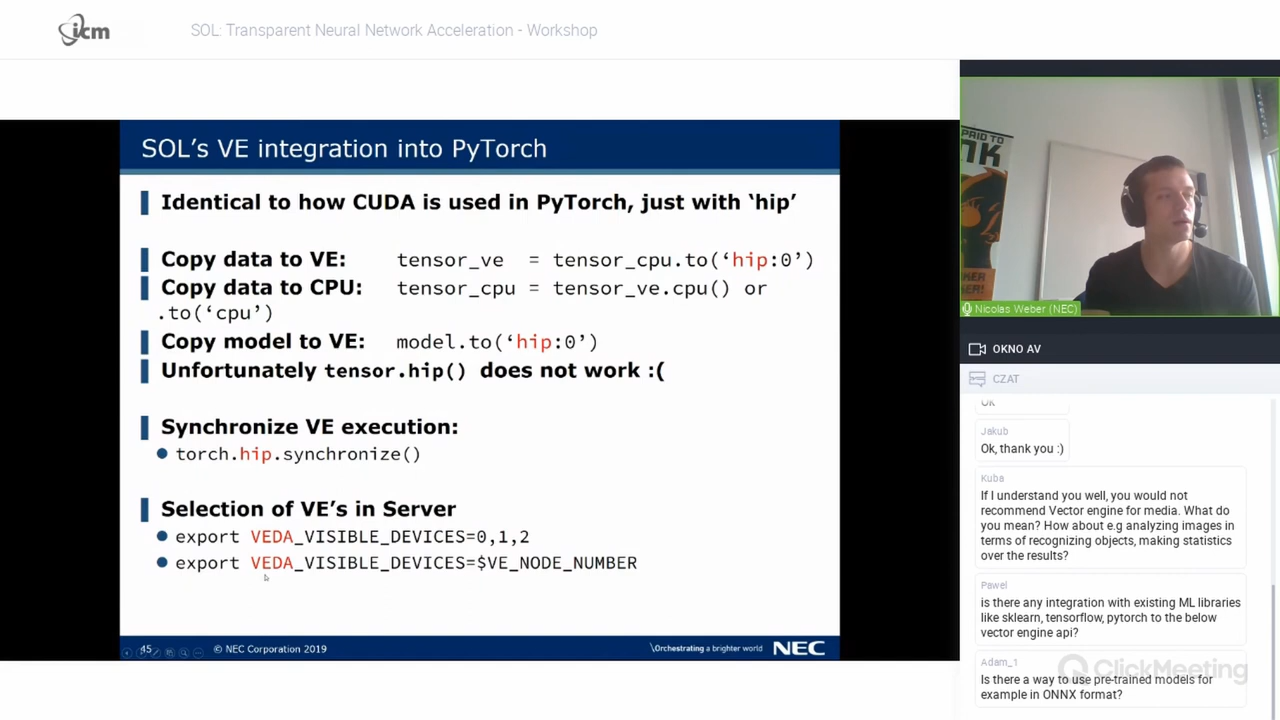 icm
SOL: Transparent Neural Network Acceleration - Workshop
SOL's VE integration into PyTorch
Identical to how CUDA is used in PyTorch, just with ‘hip’
Copy data to VE: tensor_ve = tensor_cpu.to(‘hip:0’)
Copy data to CPU: tensor_cpu = tensor_ve.cpu() or
.to(‘cpu’)
Copy model to VE: model.to(‘hip:0’)
Unfortunately tensor.hip() does not work :(
Synchronize VE execution:
torch.hip.synchronize()
Selection of VE's in Server
export VEDA_VISIBLE_DEVICES=0,1,2
export VEDA_VISIBLE_DEVICES=$VE_NODE_NUMBER
45 © NEC Corporation 2019
\Orchestrating a brighter world NEC
PAID TO
NK
KER
ER!
Nicolas Weber (NEC)
OKNO AV
CZAT
Ok
Jakub
Ok, thank you :)
Kuba
If I understand you well, you would not
recommend Vector engine for media. What do
you mean? How about e.g analyzing images in
terms of recognizing objects, making statistics
over the results?
Pawel
is there any integration with existing ML libraries
like sklearn, tensorflow, pytorch to the below
vector engine api?
Adam_1
Is there a way to use pre-trained models for
example in ONNX format?
ClickMeeting